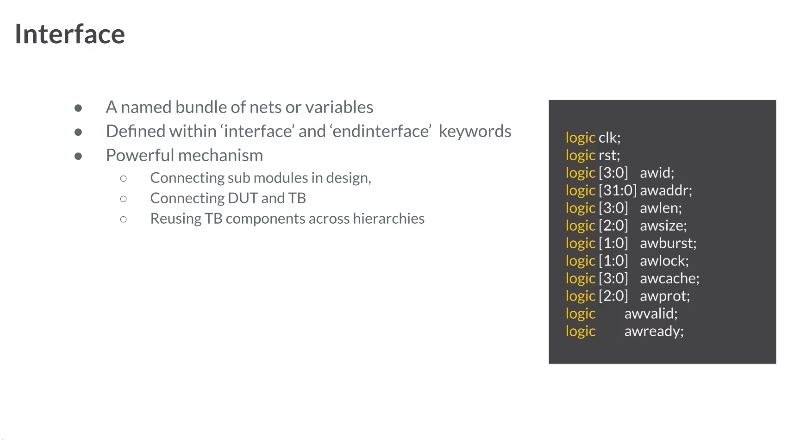 Interface
● A named bundle of nets or variables
● Defined within ‘interface’ and ‘endinterface’ keywords
● Powerful mechanism
○ Connecting sub modules in design,
○ Connecting DUT and TB
○ Reusing TB components across hierarchies
logic clk;
logic rst;
logic [3:0] awid;
logic [31:0] awaddr;
logic [3:0] awlen;
logic [2:0] awsize;
logic [1:0] awburst;
logic [1:0] awlock;
logic [3:0] awcache;
logic [2:0] awprot;
logic awvalid;
logic awready;